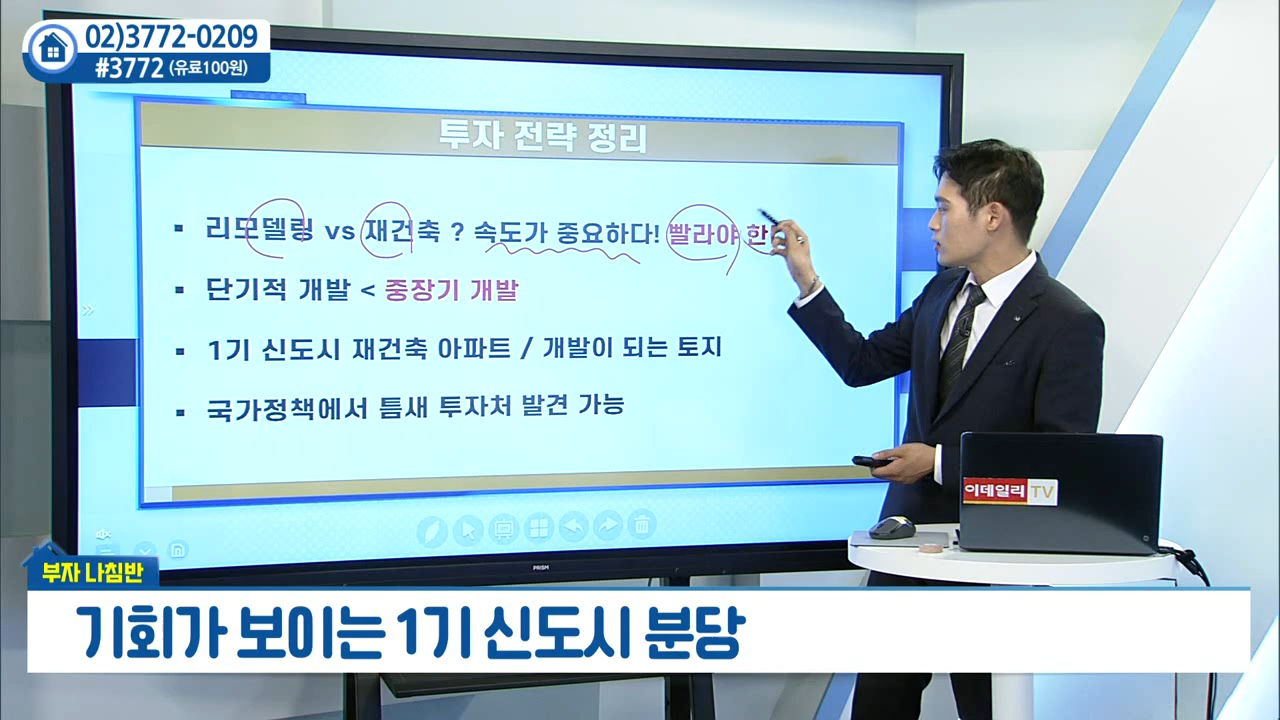 02)3772-0209
#3772 (유료100원)
투자 전략 정리
▪ 리모델링 vs 재건축 ? 속도가 중요하다! 빨라야 한
▪ 단기적 개발 < 중장기 개발
▪ 1기 신도시 재건축 아파트 / 개발이 되는 토지
▪ 국가정책에서 틈새 투자처 발견 가능
이데일리 TV
PRISM
부자 나침반
기회가 보이는 1기 신도시 분당